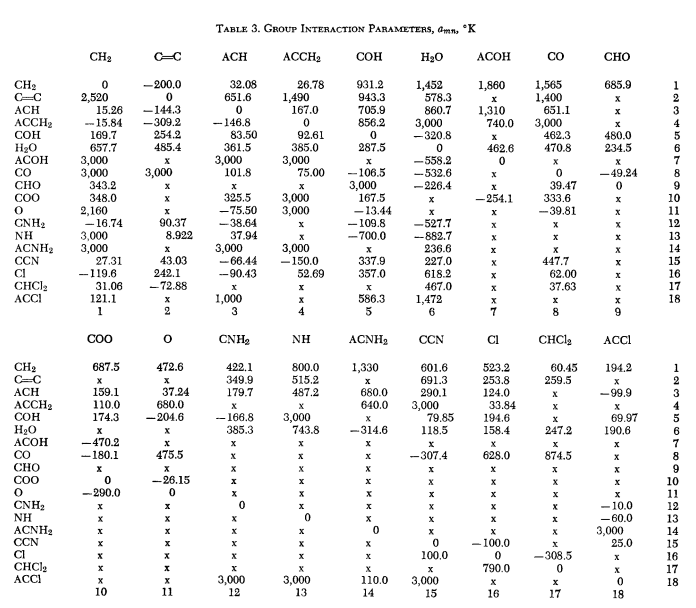 TABLE 3. GROUP INTERACTION PARAMETERS, amn, °K
CH2 C=C ACH ACCH2 COH H2O ACOH CO CHO
CH2 0 −200.0 32.08 26.78 931.2 1,452 1,860 1,565 685.9 1
C=C 2,520 0 651.6 1,490 943.3 578.3 x 1,400 x 2
ACH 15.26 −144.3 0 167.0 705.9 860.7 1,310 651.1 x 3
ACCH2 −15.84 −309.2 −146.8 0 856.2 3,000 740.0 3,000 x 4
COH 169.7 254.2 83.50 92.61 0 −320.8 x 462.3 480.0 5
H2O 657.7 485.4 361.5 385.0 287.5 0 462.6 470.8 234.5 6
ACOH 3,000 x 3,000 3,000 x −558.2 0 x x 7
CO 3,000 3,000 101.8 75.00 −106.5 −532.6 x 0 −49.24 8
CHO 343.2 x x x 3,000 −226.4 x 39.47 0 9
COO 348.0 x 325.5 3,000 167.5 x −254.1 333.6 x 10
O 2,160 x −75.50 3,000 −13.44 x x −39.81 x 11
CNH2 −16.74 90.37 −38.64 x −109.8 −527.7 x x x 12
NH 3,000 8.922 37.94 x −700.0 −882.7 x x x 13
ACNH2 3,000 x 3,000 3,000 x 236.6 x x x 14
CCN 27.31 43.03 −66.44 −150.0 337.9 227.0 x 447.7 x 15
Cl −119.6 242.1 −90.43 52.69 357.0 618.2 x 62.00 x 16
CHCl2 31.06 −72.88 x x x 467.0 x 37.63 x 17
ACCl 121.1 x 1,000 x 586.3 1,472 x x x 18
1 2 3 4 5 6 7 8 9
COO O CNH2 NH ACNH2 CCN Cl CHCl2 ACCl
CH2 687.5 472.6 422.1 800.0 1,330 601.6 523.2 60.45 194.2 1
C=C x x 349.9 515.2 x 691.3 253.8 259.5 x 2
ACH 159.1 37.24 179.7 487.2 680.0 290.1 124.0 x −99.9 3
ACCH2 110.0 680.0 x x 640.0 3,000 33.84 x x 4
COH 174.3 −204.6 −166.8 3,000 x 79.85 194.6 x 69.97 5
H2O x x 385.3 743.8 −314.6 118.5 158.4 247.2 190.6 6
ACOH −470.2 x x x x x x x x 7
CO −180.1 475.5 x x x −307.4 628.0 874.5 x 8
CHO x x x x x x x x x 9
COO 0 −26.15 x x x x x x x 10
O −290.0 0 x x x x x x x 11
CNH2 x x 0 x x x x x −10.0 12
NH x x x 0 x x x x −60.0 13
ACNH2 x x x x 0 x x x 3,000 14
CCN x x x x x 0 −100.0 x 25.0 15
Cl x x x x x 100.0 0 −308.5 x 16
CHCl2 x x x x x x 790.0 0 x 17
ACCl x x 3,000 3,000 110.0 3,000 x x 0 18
10 11 12 13 14 15 16 17 18